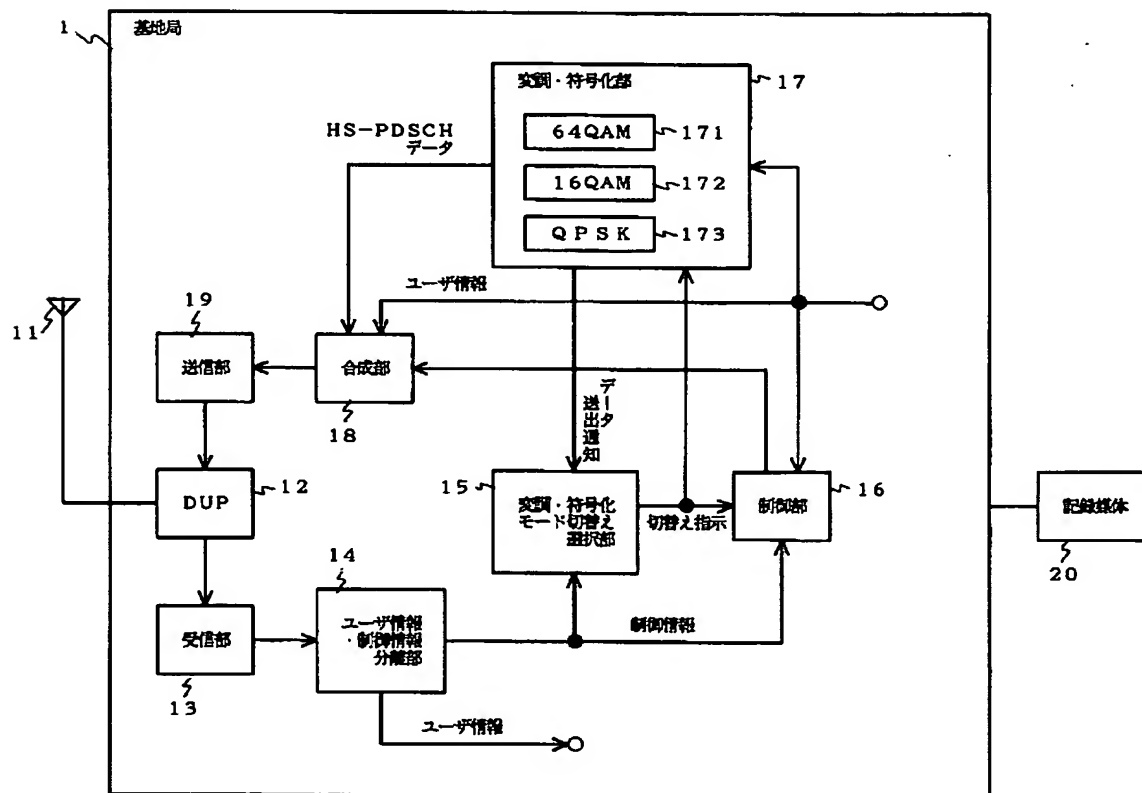 1
基地局
変調・符号化部
17
HS-PDSCH
データ
64QAM
171
16QAM
172
QPSK
173
ユーザ情報
11
19
送信部
合成部
18
データ
送出通知
DUP
12
15
変調・符号化
モード切替え
選択部
切替え指示
制御部
16
記録媒体
20
14
ユーザ情報
・制御情報
分離部
制御情報
受信部
13
ユーザ情報